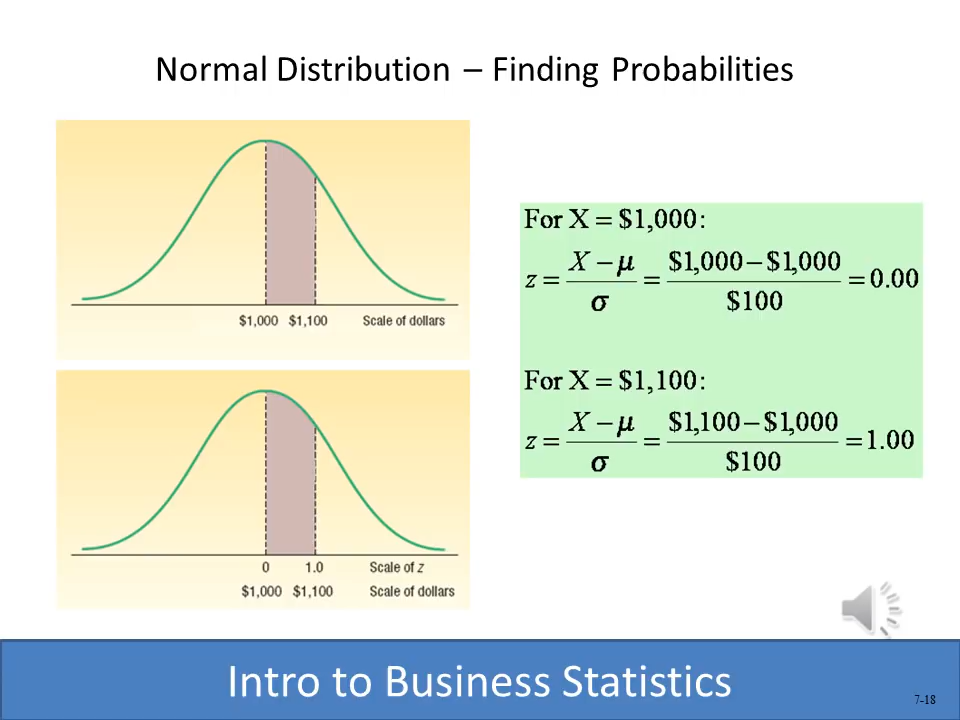 Normal Distribution – Finding Probabilities
$1,000 $1,100 Scale of dollars
0 1.0 Scale of z
$1,000 $1,100 Scale of dollars
For X = $1,000:
z = (X − μ)/σ = ($1,000 − $1,000)/$100 = 0.00
For X = $1,100:
z = (X − μ)/σ = ($1,100 − $1,000)/$100 = 1.00
Intro to Business Statistics
7-18